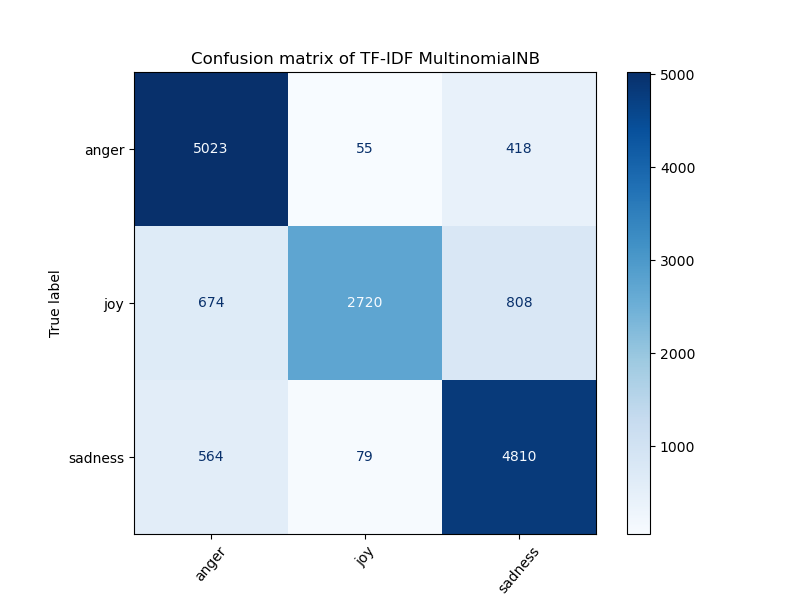 Confusion matrix of TF-IDF MultinomialNB
5000
anger 5023 55 418
4000
3000
True label
joy 674 2720 808
2000
sadness 564 79 4810
1000
anger joy sadness